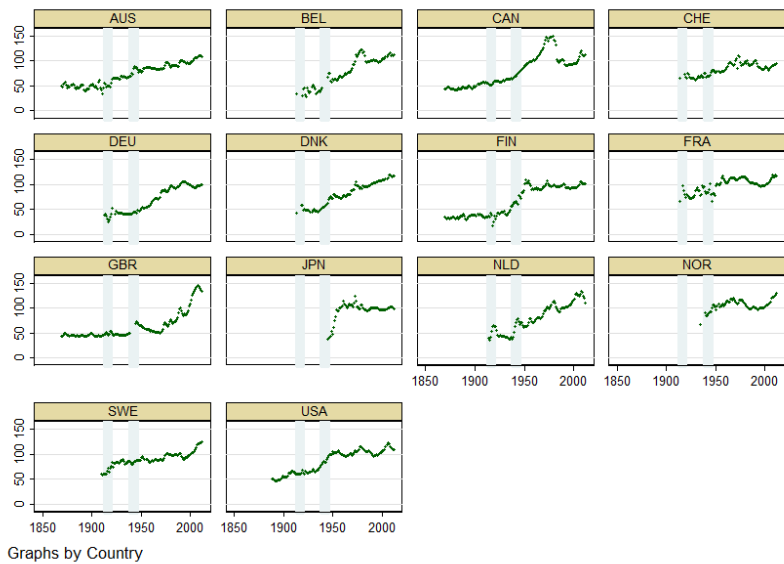 AUS BEL CAN CHE
0 50 100 150
DEU DNK FIN FRA
0 50 100 150
GBR JPN NLD NOR
0 50 100 150
1850 1900 1950 2000 1850 1900 1950 2000
SWE USA
0 50 100 150
1850 1900 1950 2000 1850 1900 1950 2000
Graphs by Country